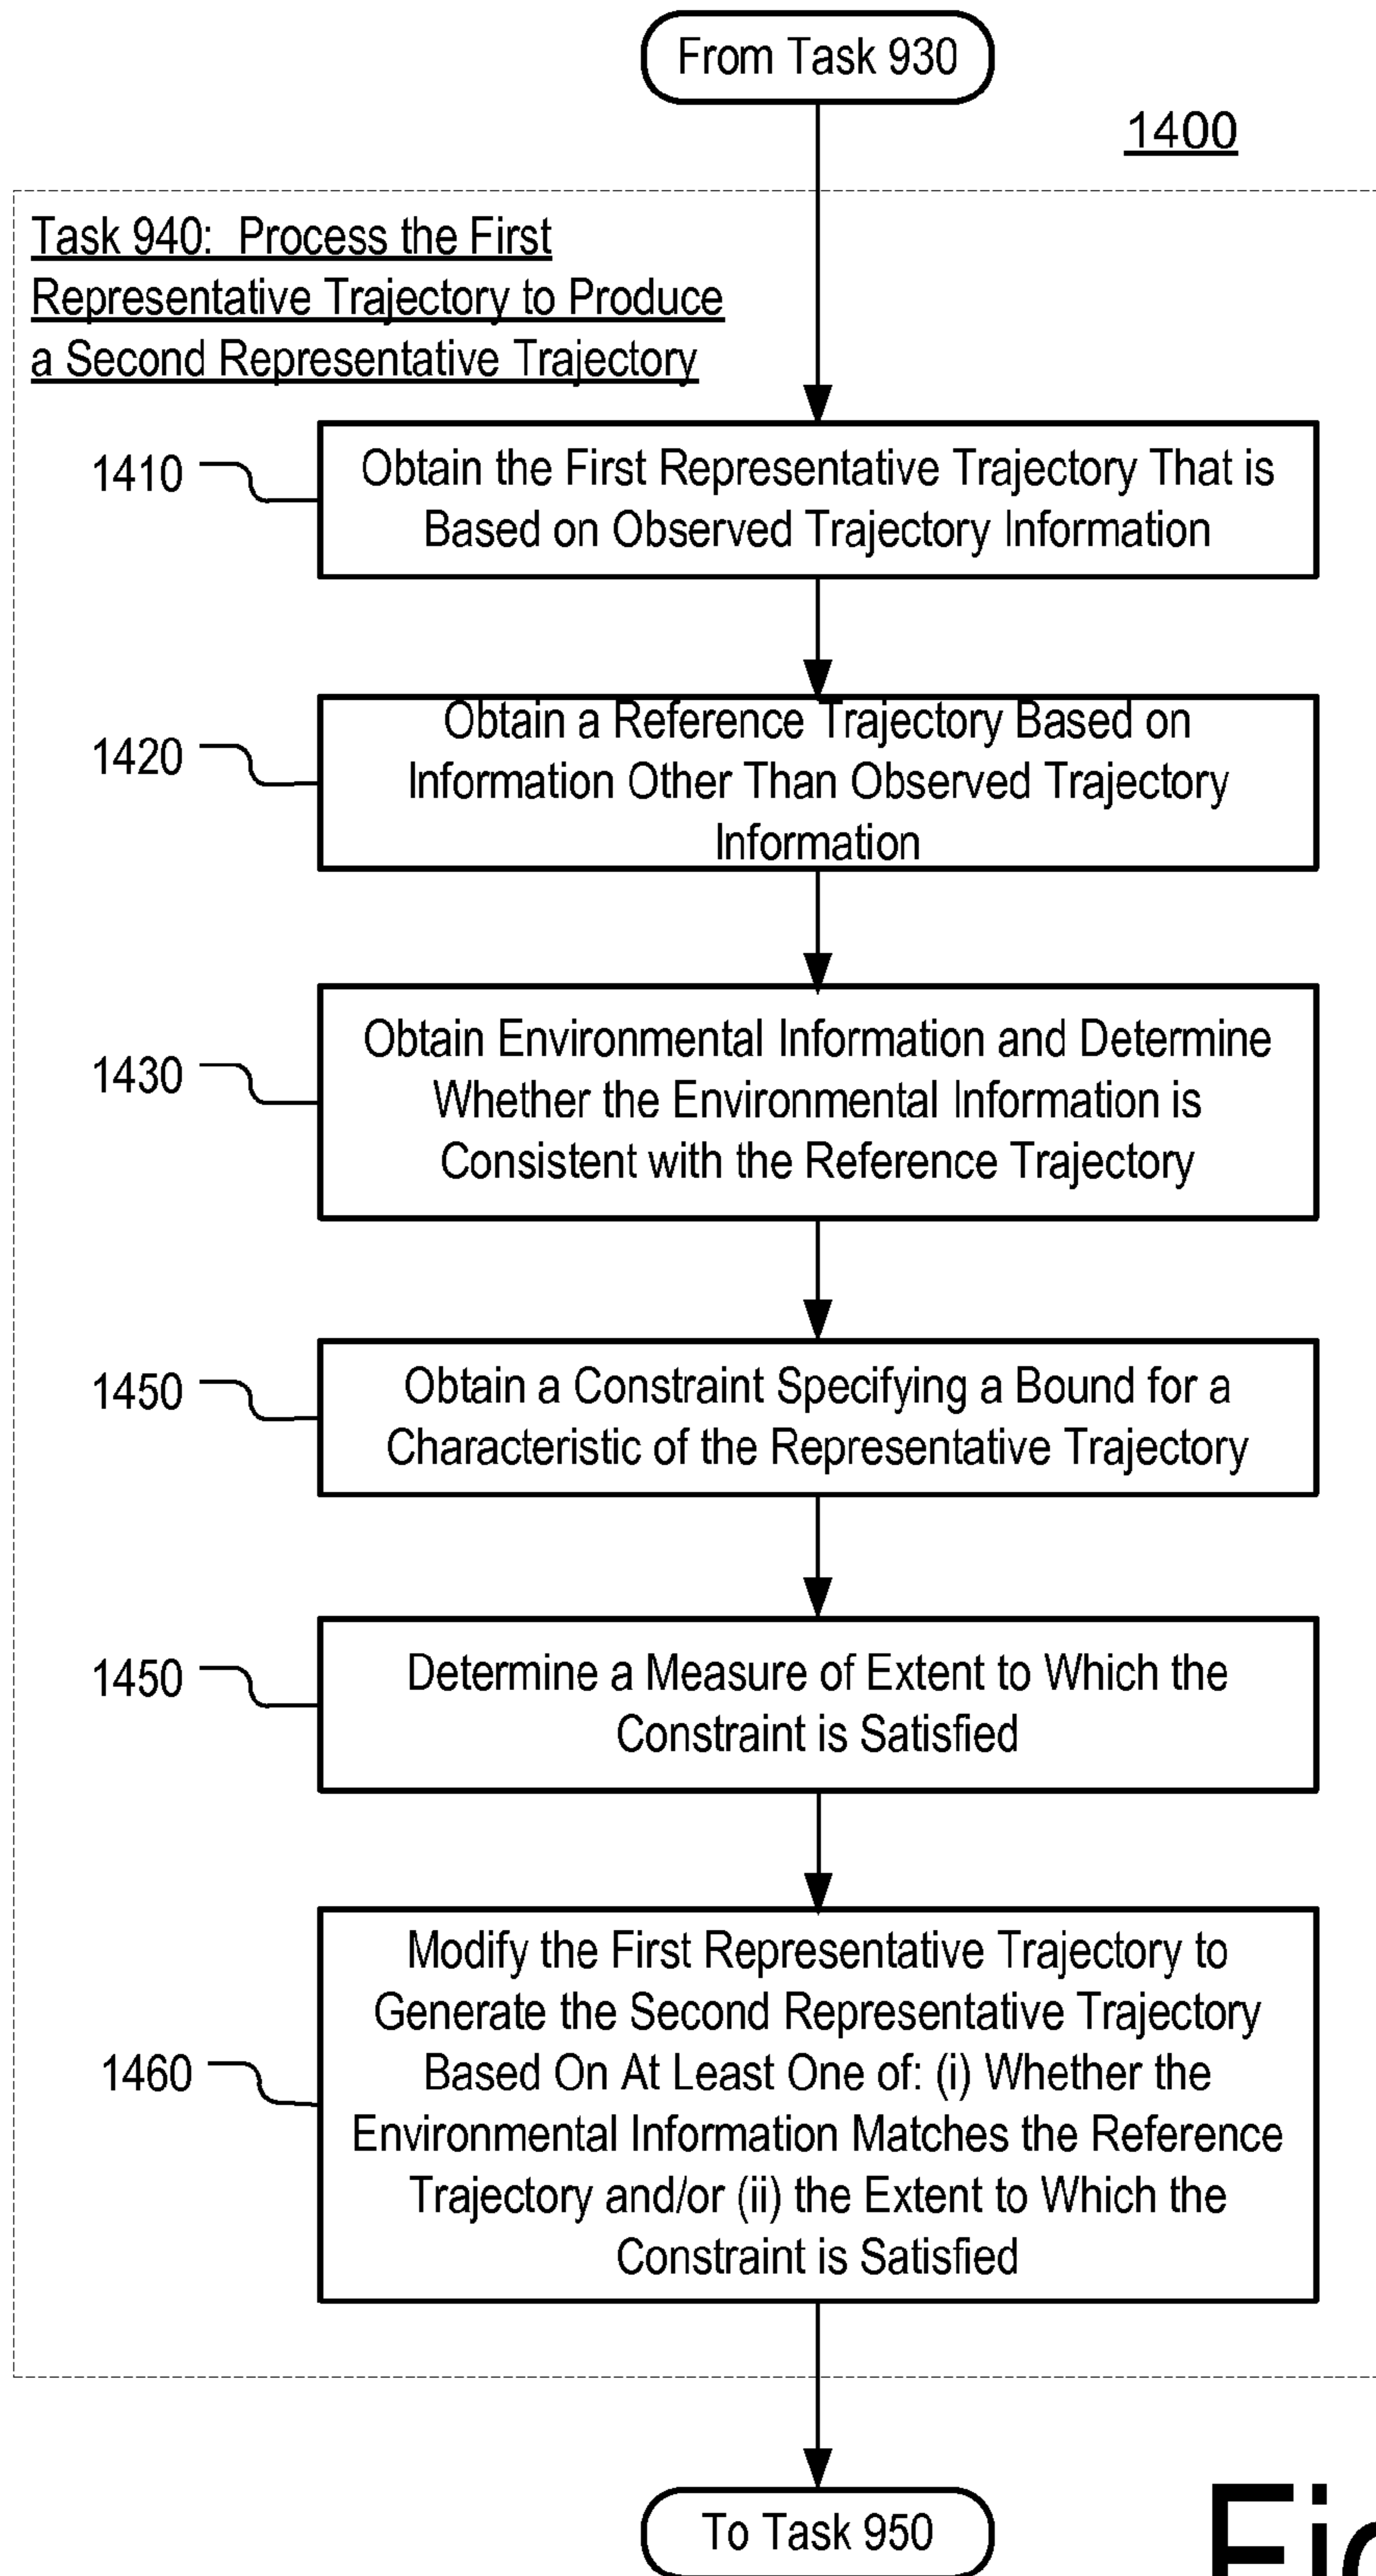 From Task 930
1400
Task 940: Process the First
Representative Trajectory to Produce
a Second Representative Trajectory
1410
Obtain the First Representative Trajectory That is
Based on Observed Trajectory Information
1420
Obtain a Reference Trajectory Based on
Information Other Than Observed Trajectory
Information
1430
Obtain Environmental Information and Determine
Whether the Environmental Information is
Consistent with the Reference Trajectory
1450
Obtain a Constraint Specifying a Bound for a
Characteristic of the Representative Trajectory
1450
Determine a Measure of Extent to Which the
Constraint is Satisfied
1460
Modify the First Representative Trajectory to
Generate the Second Representative Trajectory
Based On At Least One of: (i) Whether the
Environmental Information Matches the Reference
Trajectory and/or (ii) the Extent to Which the
Constraint is Satisfied
To Task 950